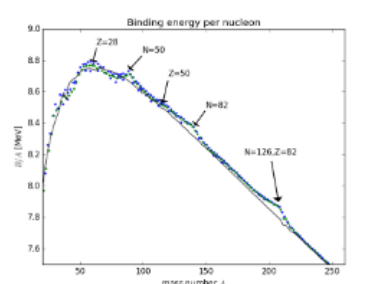 Binding energy per nucleon
9.0
8.8
8.6
8.4
8.2
8.0
7.8
7.6
B/A [MeV]
Z=28
N=50
Z=50
N=82
N=126,Z=82
50 100 150 200 250
mass number A